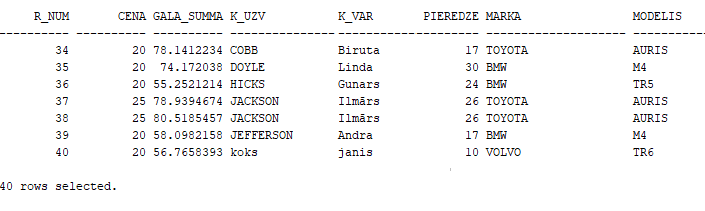 R_NUM CENA GALA_SUMMA K_UZV K_VAR PIEREDZE MARKA MODELIS
34 20 78.1412234 COBB Biruta 17 TOYOTA AURIS
35 20 74.172038 DOYLE Linda 30 BMW M4
36 20 55.2521214 HICKS Gunars 24 BMW TR5
37 25 78.9394674 JACKSON Ilmārs 26 TOYOTA AURIS
38 25 80.5185457 JACKSON Ilmārs 26 TOYOTA AURIS
39 20 58.0982158 JEFFERSON Andra 17 BMW M4
40 20 56.7658393 koks janis 10 VOLVO TR6
40 rows selected.